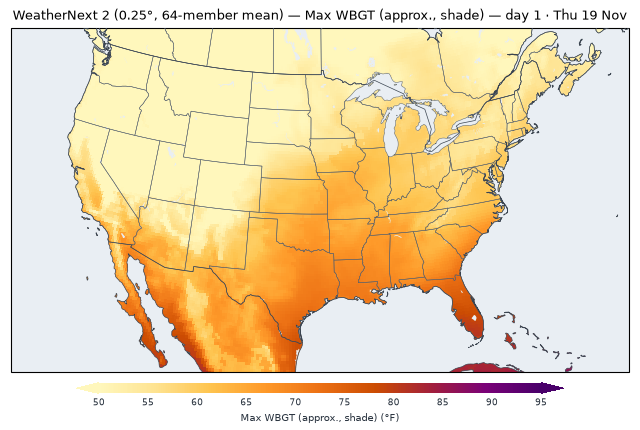 WeatherNext 2 (0.25°, 64-member mean) — Max WBGT (approx., shade) — day 1 · Thu 19 Nov
50 55 60 65 70 75 80 85 90 95
Max WBGT (approx., shade) (°F)